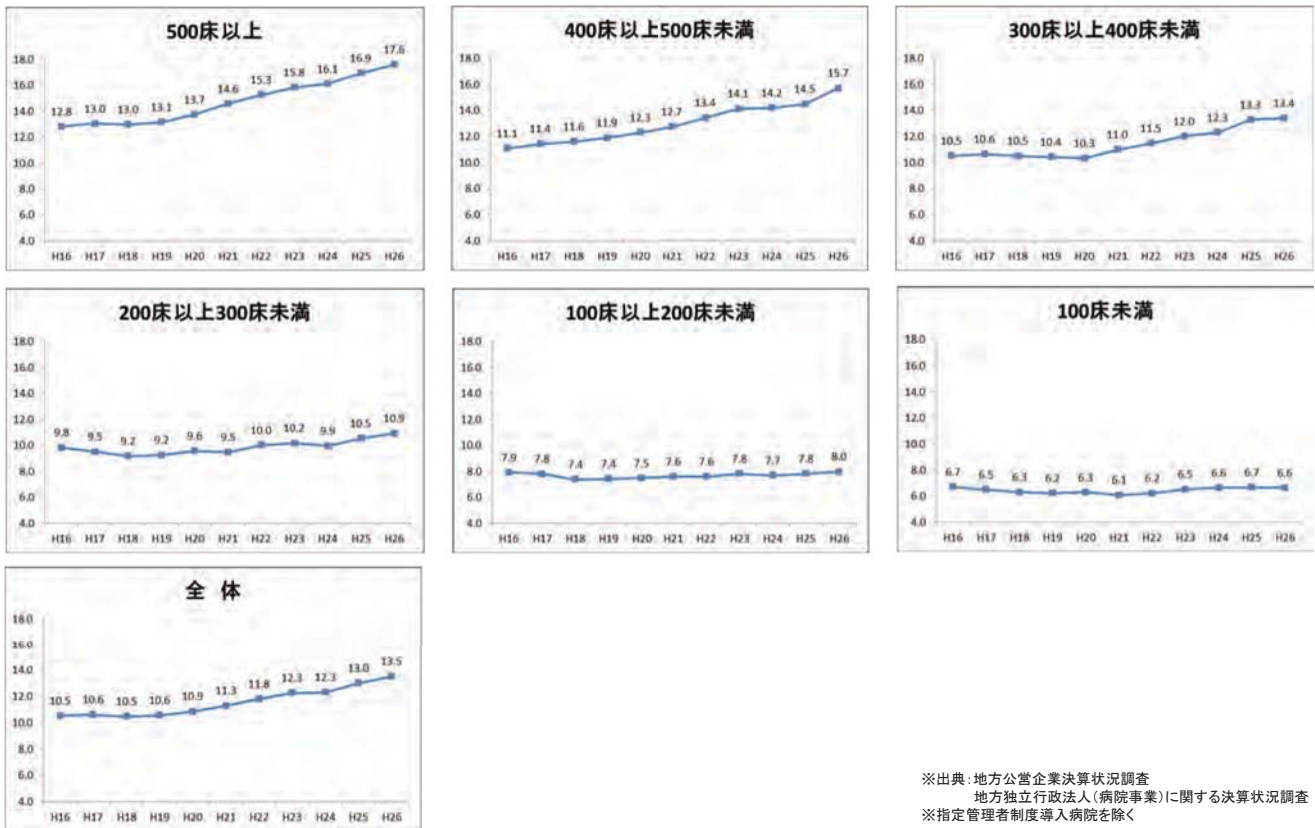 500床以上
18.0
16.0
14.0
12.0
10.0
8.0
6.0
4.0
12.8 13.0 13.0 13.1 13.7 14.6 15.3 15.8 16.1 16.9 17.6
H16 H17 H18 H19 H20 H21 H22 H23 H24 H25 H26
400床以上500床未満
18.0
16.0
14.0
12.0
10.0
8.0
6.0
4.0
11.1 11.4 11.6 11.9 12.3 12.7 13.4 14.1 14.2 14.5 15.7
H16 H17 H18 H19 H20 H21 H22 H23 H24 H25 H26
300床以上400床未満
18.0
16.0
14.0
12.0
10.0
8.0
6.0
4.0
10.5 10.6 10.5 10.4 10.3 11.0 11.5 12.0 12.3 13.3 13.4
H16 H17 H18 H19 H20 H21 H22 H23 H24 H25 H26
200床以上300床未満
18.0
16.0
14.0
12.0
10.0
8.0
6.0
4.0
9.8 9.5 9.2 9.2 9.6 9.5 10.0 10.2 9.9 10.5 10.9
H16 H17 H18 H19 H20 H21 H22 H23 H24 H25 H26
100床以上200床未満
18.0
16.0
14.0
12.0
10.0
8.0
6.0
4.0
7.9 7.8 7.4 7.4 7.5 7.6 7.6 7.8 7.7 7.8 8.0
H16 H17 H18 H19 H20 H21 H22 H23 H24 H25 H26
100床未満
18.0
16.0
14.0
12.0
10.0
8.0
6.0
4.0
6.7 6.5 6.3 6.2 6.3 6.1 6.2 6.5 6.6 6.7 6.6
H16 H17 H18 H19 H20 H21 H22 H23 H24 H25 H26
全 体
18.0
16.0
14.0
12.0
10.0
8.0
6.0
4.0
10.5 10.6 10.5 10.6 10.9 11.3 11.8 12.3 12.3 13.0 13.5
H16 H17 H18 H19 H20 H21 H22 H23 H24 H25 H26
※出典:地方公営企業決算状況調査
地方独立行政法人(病院事業)に関する決算状況調査
※指定管理者制度導入病院を除く